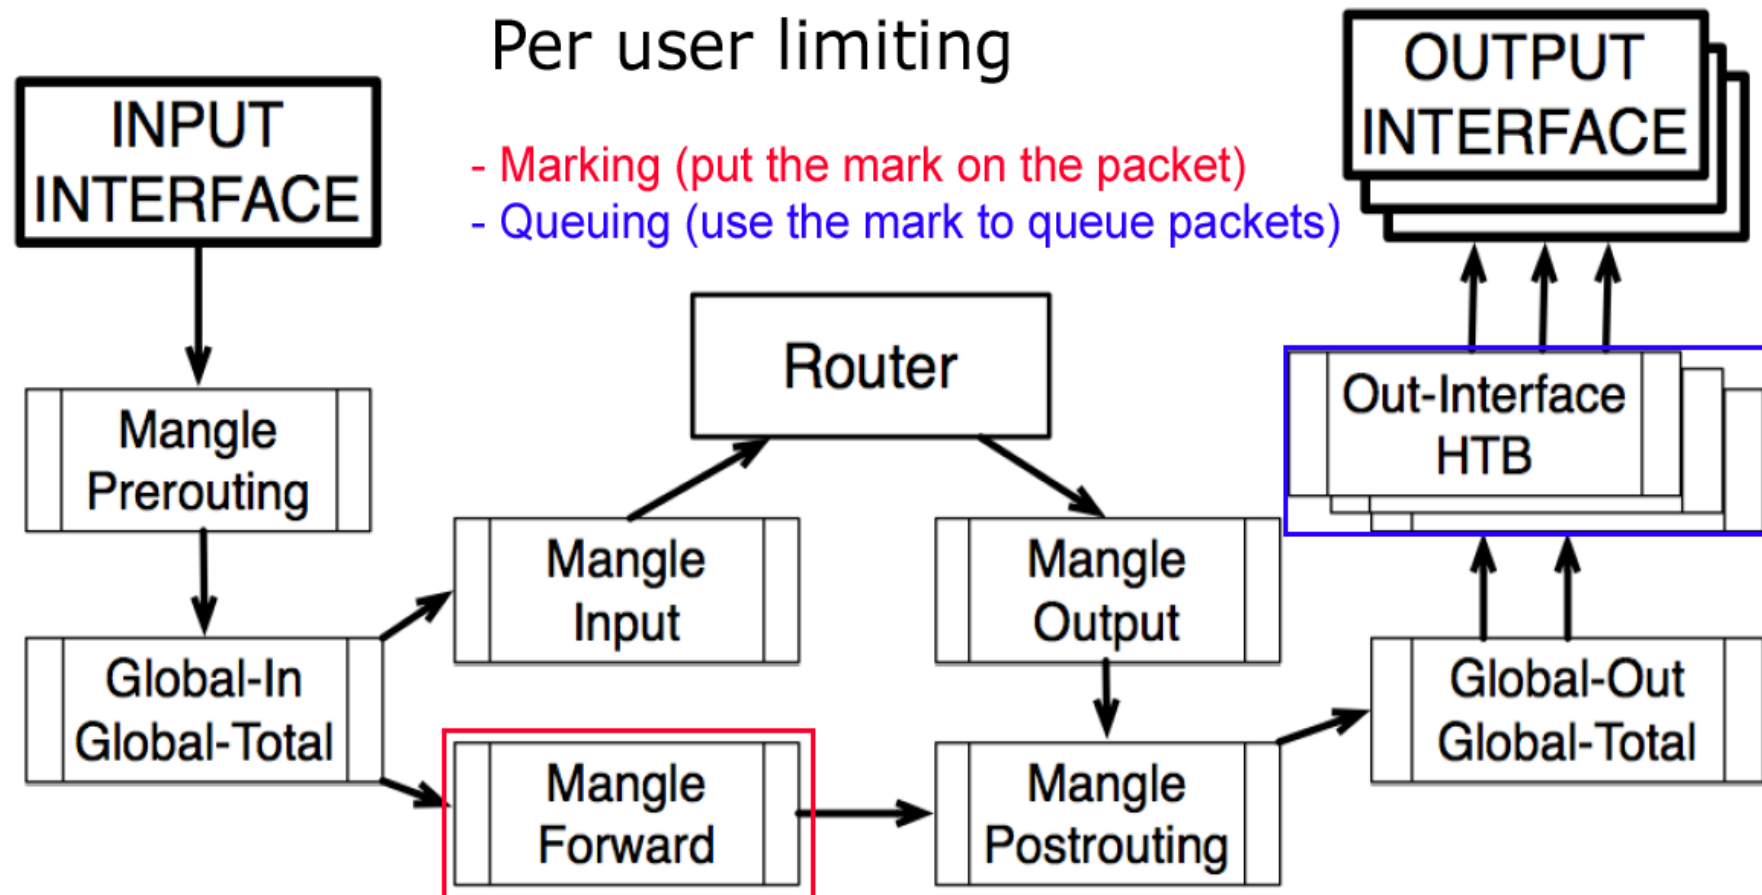 Per user limiting
- Marking (put the mark on the packet)
- Queuing (use the mark to queue packets)
INPUT
INTERFACE
OUTPUT
INTERFACE
Router
Mangle
Prerouting
Out-Interface
HTB
Mangle
Input
Mangle
Output
Global-In
Global-Total
Global-Out
Global-Total
Mangle
Forward
Mangle
Postrouting